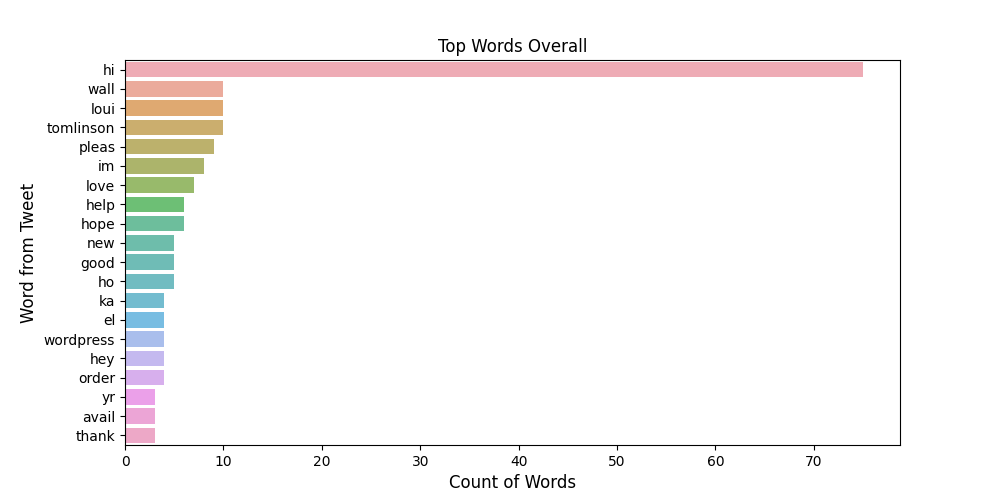 Top Words Overall
hi
wall
loui
tomlinson
pleas
im
love
help
hope
new
good
ho
ka
el
wordpress
hey
order
yr
avail
thank
Word from Tweet
0 10 20 30 40 50 60 70
Count of Words